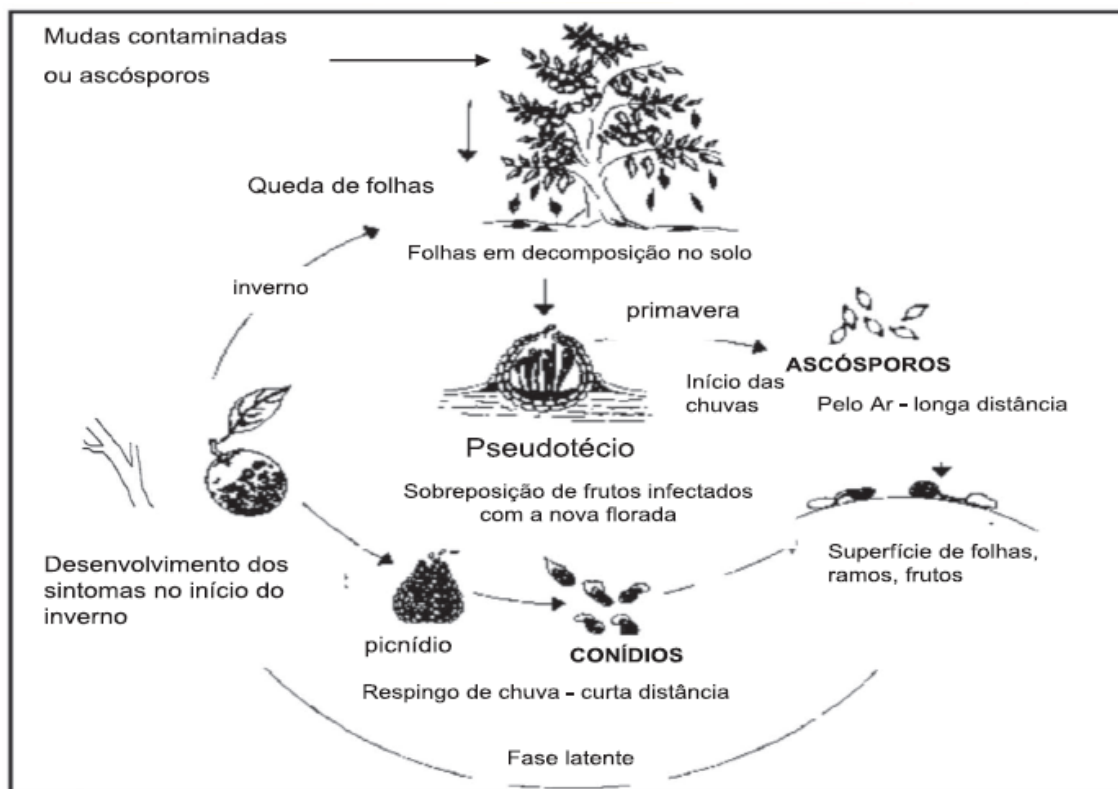 Mudas contaminadas
ou ascósporos
Queda de folhas
Folhas em decomposição no solo
inverno
primavera
Início das
chuvas
ASCÓSPOROS
Pelo Ar - longa distância
Pseudotécio
Sobreposição de frutos infectados
com a nova florada
Superfície de folhas,
ramos, frutos
Desenvolvimento dos
sintomas no início do
inverno
picnídio
CONÍDIOS
Respingo de chuva - curta distância
Fase latente